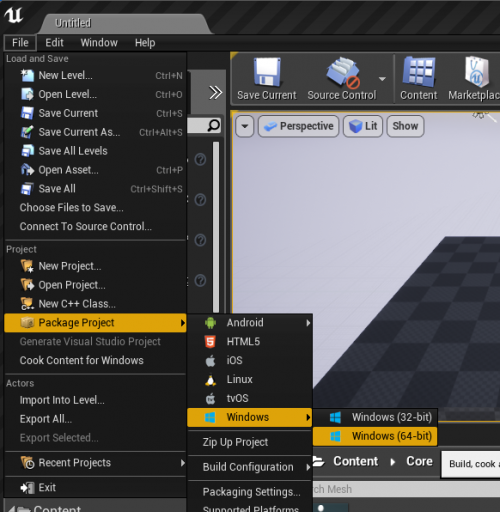 Untitled
File Edit Window Help
Load and Save
New Level... Ctrl+N
Open Level... Ctrl+O
Save Current Ctrl+S
Save Current As... Ctrl+Alt+S
Save All Levels
Open Asset... Ctrl+P
Save All Ctrl+Shift+S
Choose Files to Save...
Connect To Source Control...
Project
New Project...
Open Project...
New C++ Class...
Package Project
Generate Visual Studio Project
Cook Content for Windows
Actors
Import Into Level...
Export All...
Export Selected...
Recent Projects
Exit
Content
Android
HTML5
iOS
Linux
tvOS
Windows
Zip Up Project
Build Configuration
Packaging Settings...
Supported Platforms
Windows (32-bit)
Windows (64-bit)
Save Current Source Control Content Marketplac
Perspective Lit Show
Content Core
Build, cook a
ch Mesh